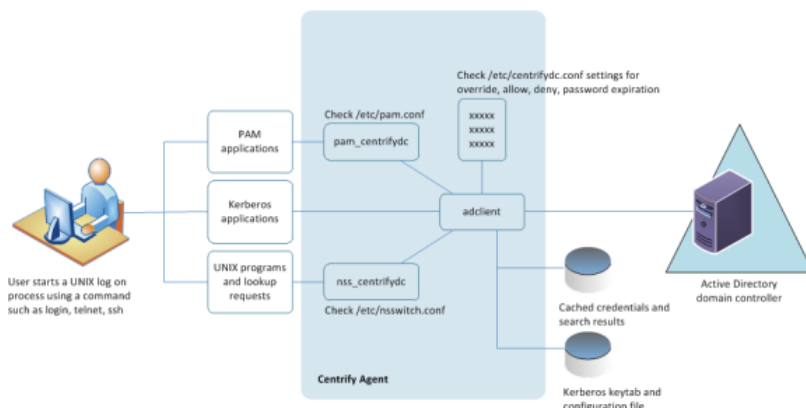 Check /etc/centrifydc.conf settings for
override, allow, deny, password expiration
Check /etc/pam.conf
xxxxx
xxxxx
xxxxx
PAM
applications
pam_centrifydc
Kerberos
applications
adclient
UNIX programs
and lookup
requests
nss_centrifydc
Check /etc/nsswitch.conf
User starts a UNIX log on
process using a command
such as login, telnet, ssh
Active Directory
domain controller
Cached credentials and
search results
Centrify Agent
Kerberos keytab and
configuration file